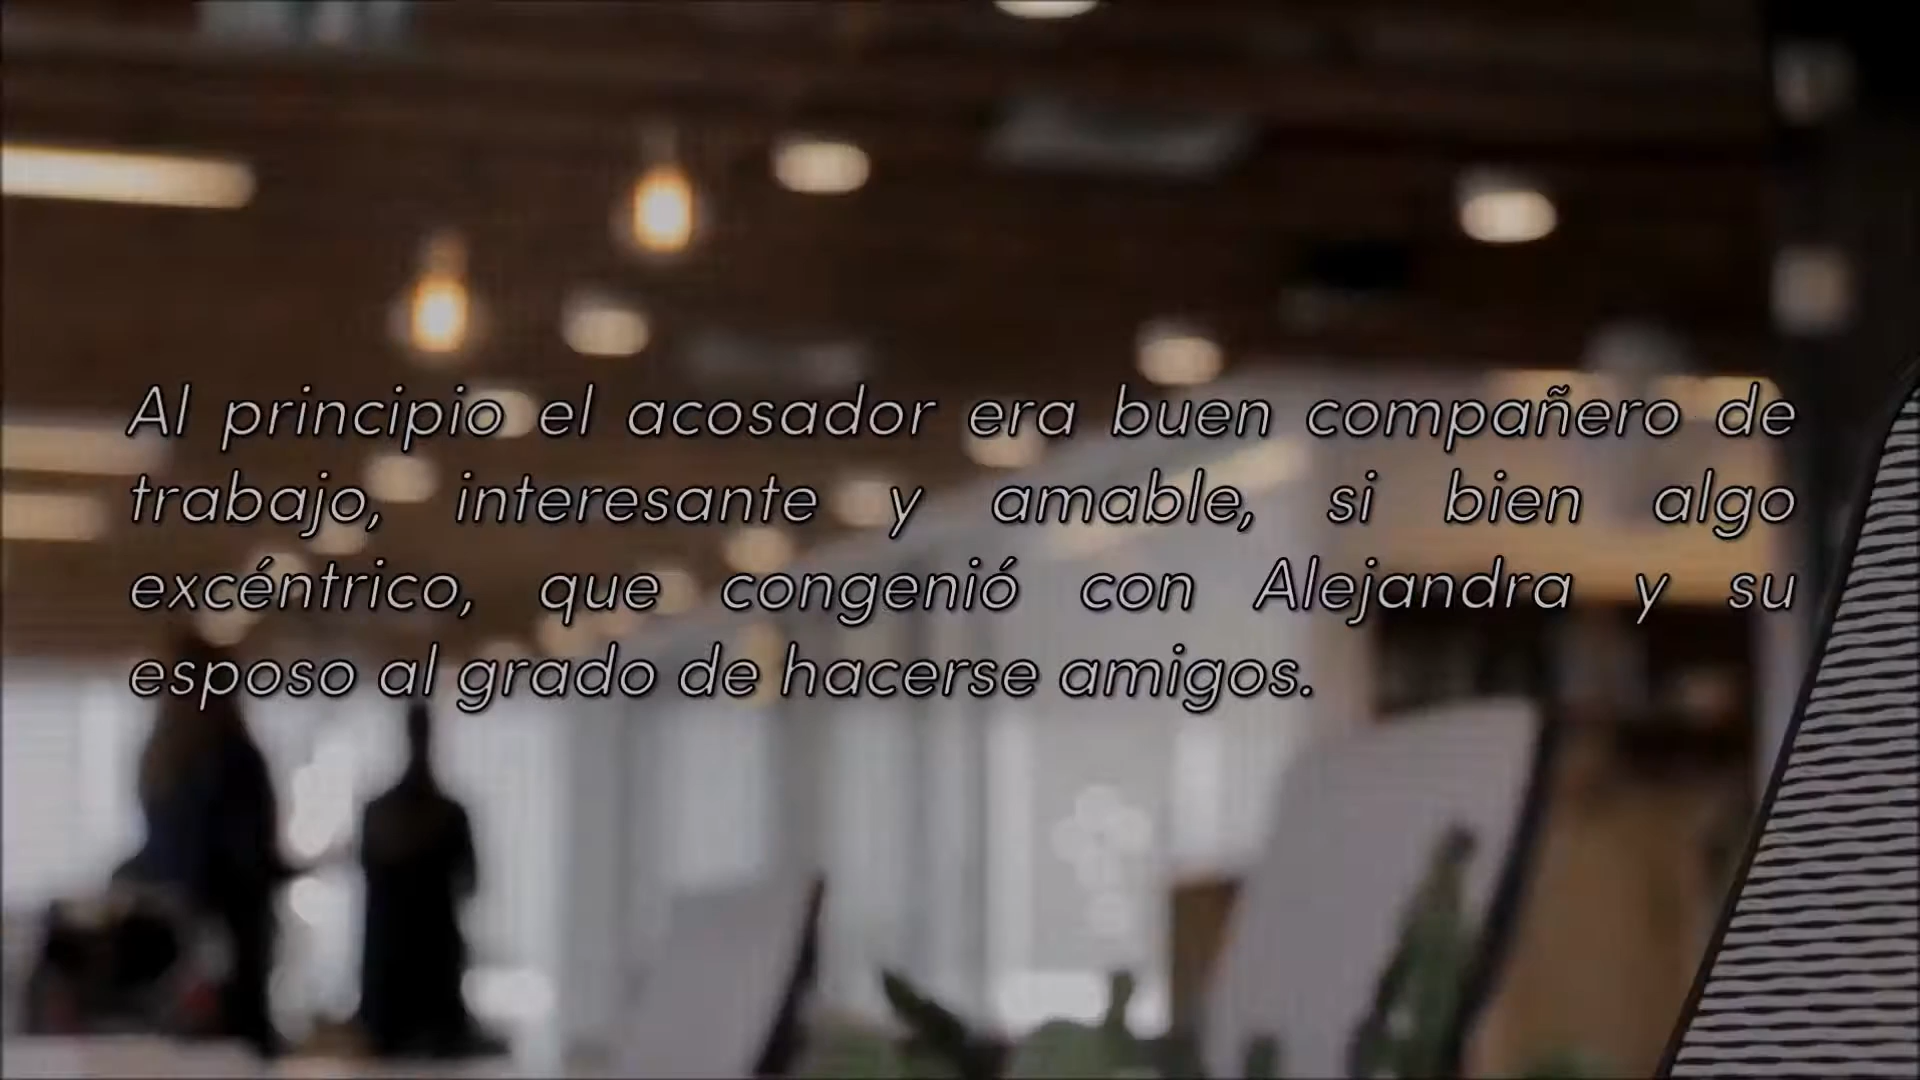 Al principio el acosador era buen compañero de
trabajo, interesante y amable, si bien algo
excéntrico, que congenió con Alejandra y su
esposo al grado de hacerse amigos.